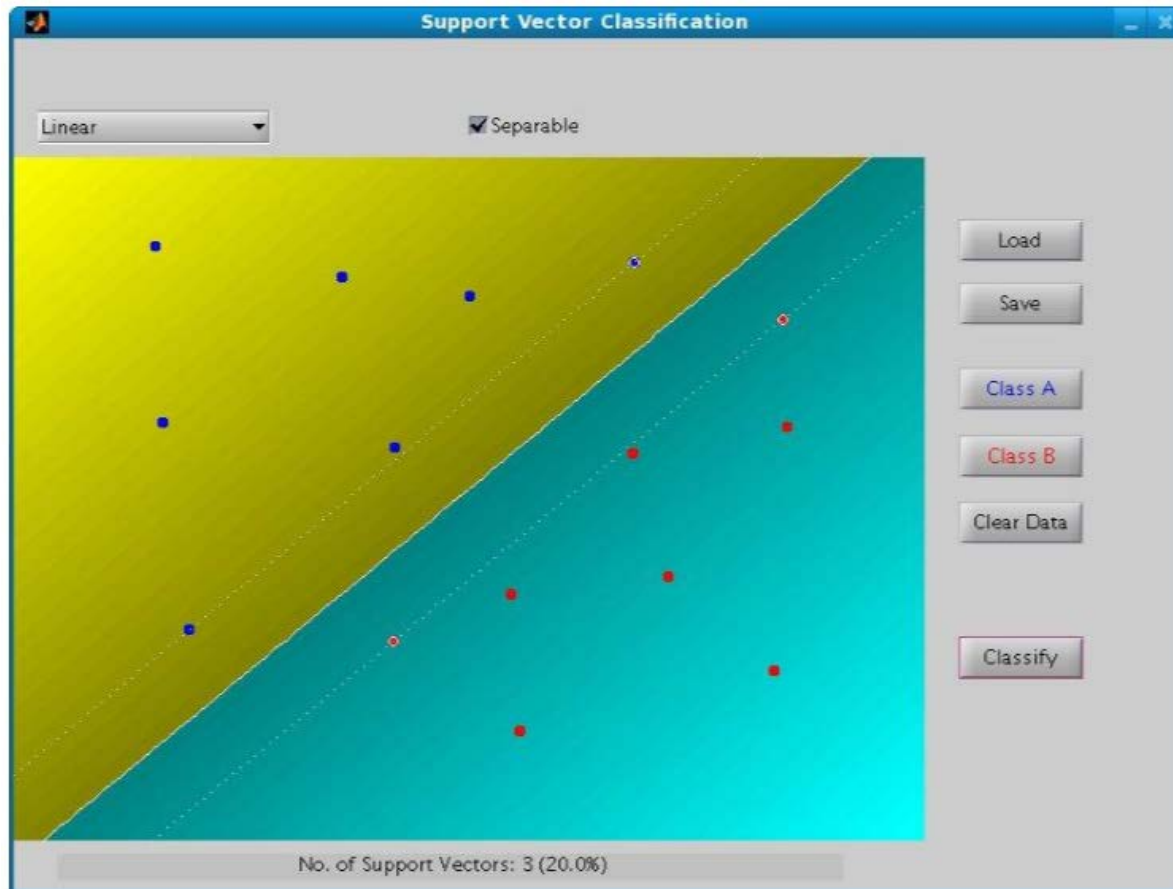 Support Vector Classification
Linear
Separable
Load
Save
Class A
Class B
Clear Data
Classify
No. of Support Vectors: 3 (20.0%)